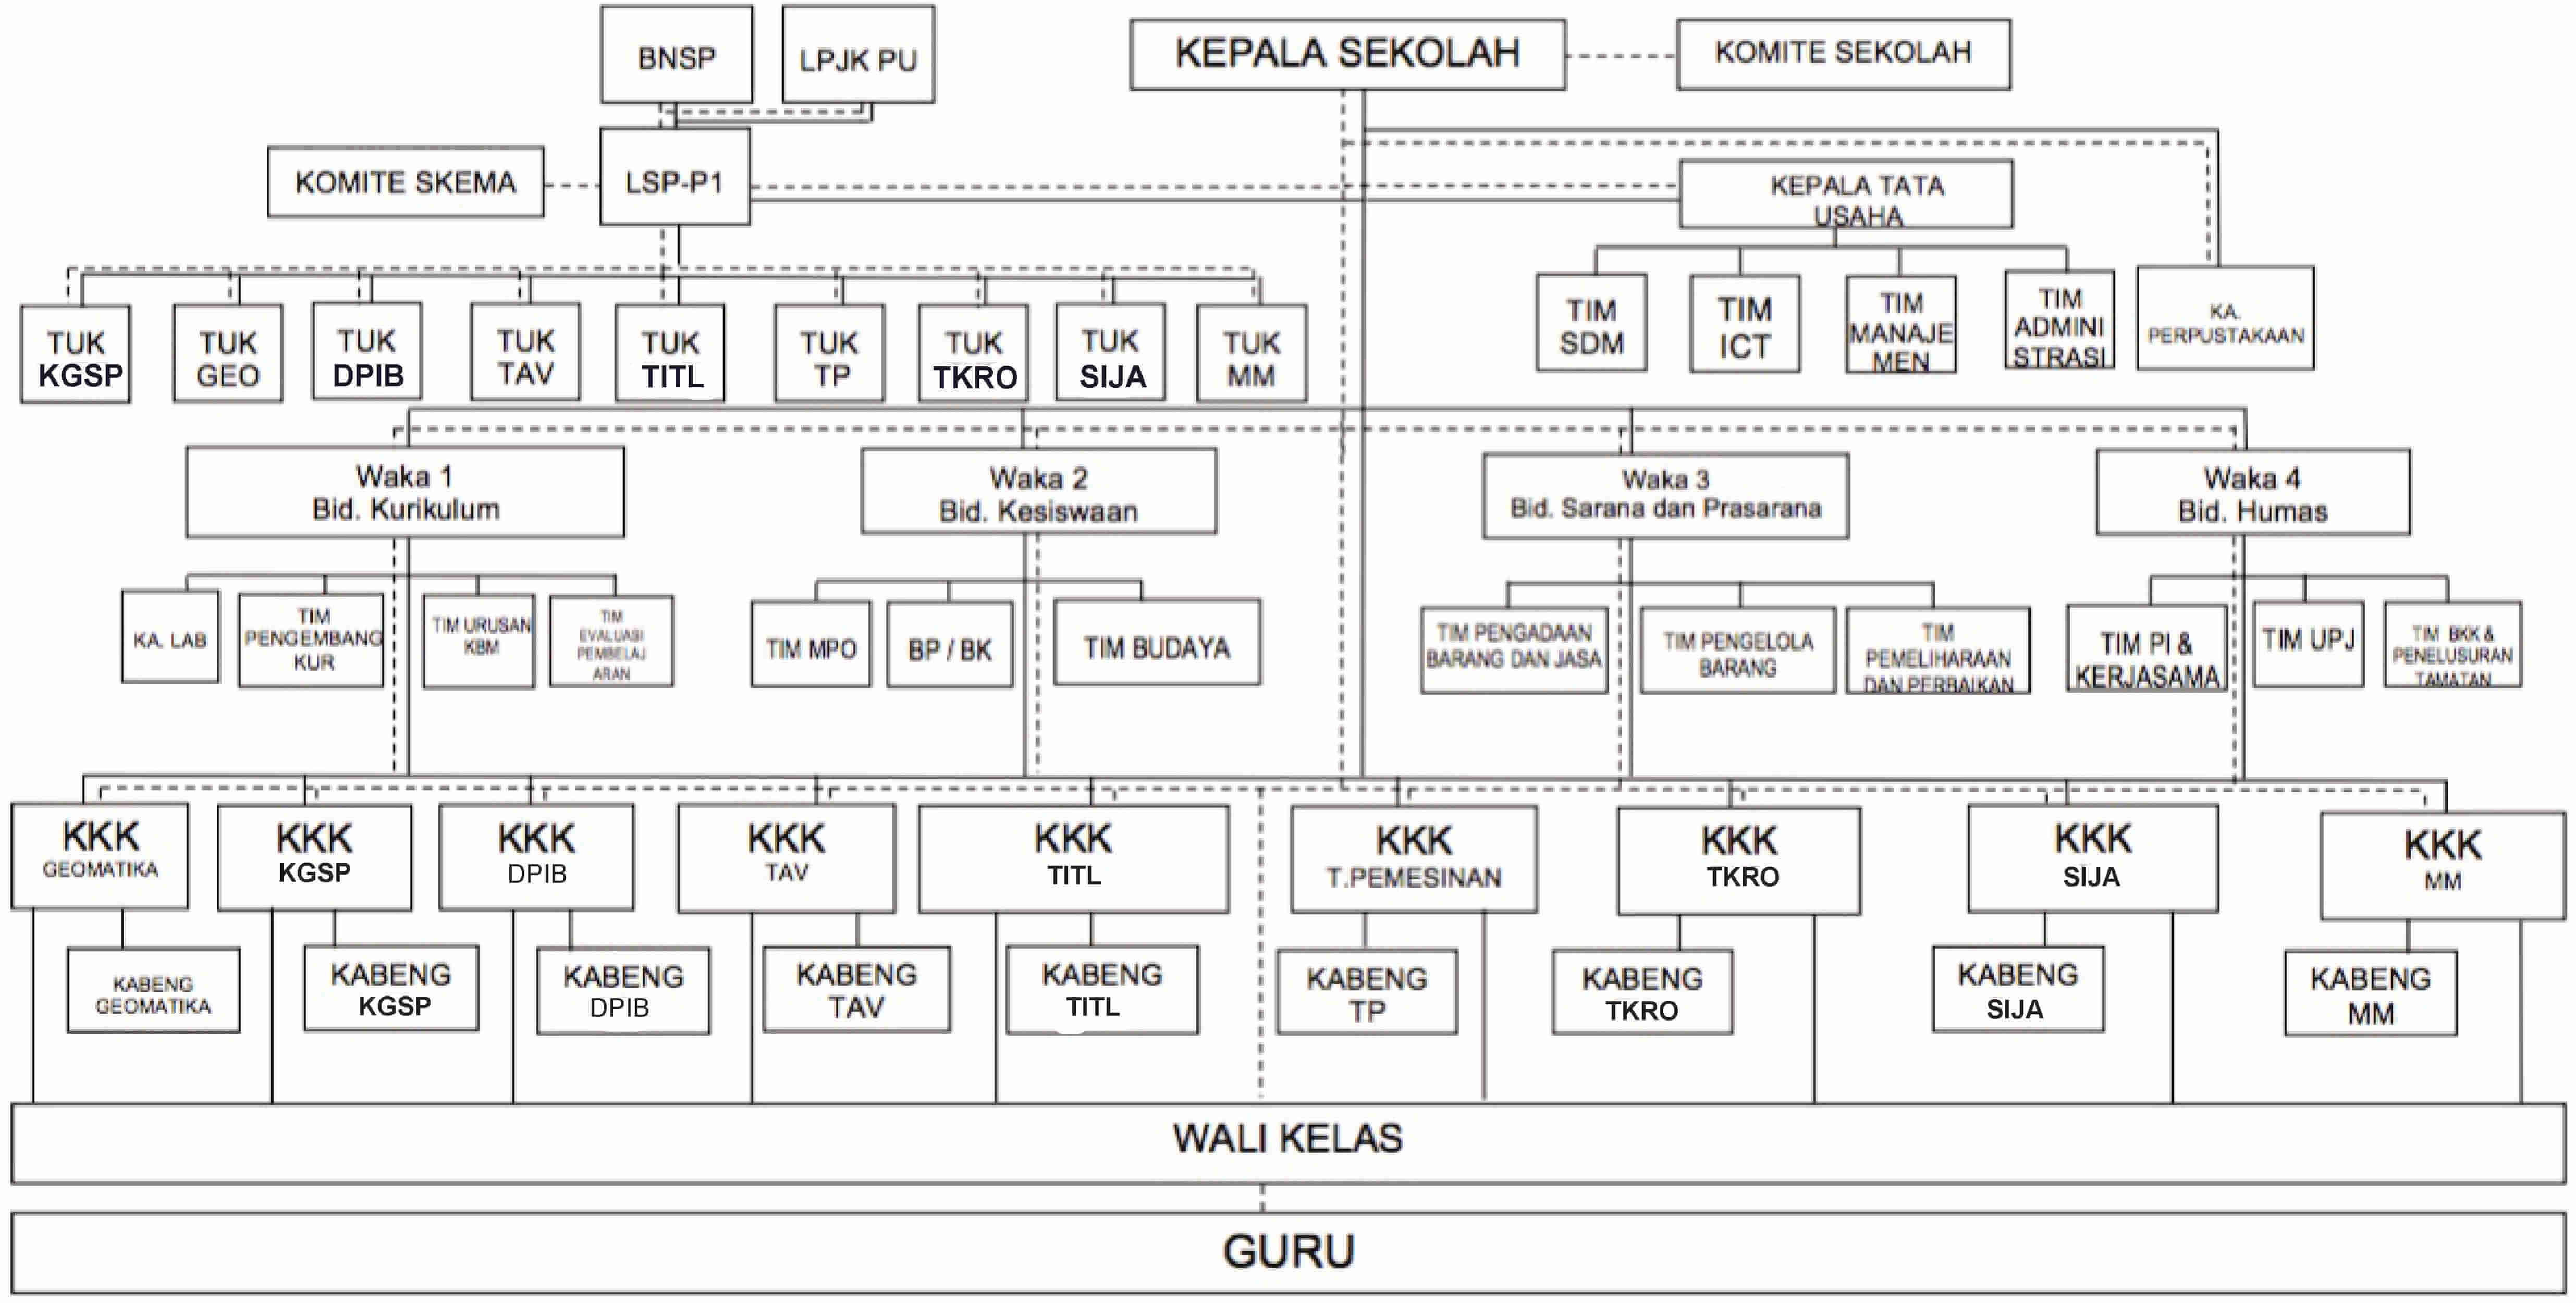 BNSP
LPJK PU
KEPALA SEKOLAH
KOMITE SEKOLAH
KOMITE SKEMA
LSP-P1
KEPALA TATA
USAHA
TUK
KGSP
TUK
GEO
TUK
DPIB
TUK
TAV
TUK
TITL
TUK
TP
TUK
TKRO
TUK
SIJA
TUK
MM
TIM
SDM
TIM
ICT
TIM
MANAJE
MEN
TIM
ADMINI
STRASI
KA.
PERPUSTAKAAN
Waka 1
Bid. Kurikulum
Waka 2
Bid. Kesiswaan
Waka 3
Bid. Sarana dan Prasarana
Waka 4
Bid. Humas
KA. LAB
TIM
PENGEMBANG
KUR
TIM URUSAN
KBM
TIM
EVALUASI
PEMBELAJ
ARAN
TIM MPO
BP / BK
TIM BUDAYA
TIM PENGADAAN
BARANG DAN JASA
TIM PENGELOLA
BARANG
TIM
PEMELIHARAAN
DAN PERBAIKAN
TIM PI &
KERJASAMA
TIM UPJ
TIM BKK &
PENELUSURAN
TAMATAN
KKK
GEOMATIKA
KKK
KGSP
KKK
DPIB
KKK
TAV
KKK
TITL
KKK
T.PEMESINAN
KKK
TKRO
KKK
SIJA
KKK
MM
KABENG
GEOMATIKA
KABENG
KGSP
KABENG
DPIB
KABENG
TAV
KABENG
TITL
KABENG
TP
KABENG
TKRO
KABENG
SIJA
KABENG
MM
WALI KELAS
GURU